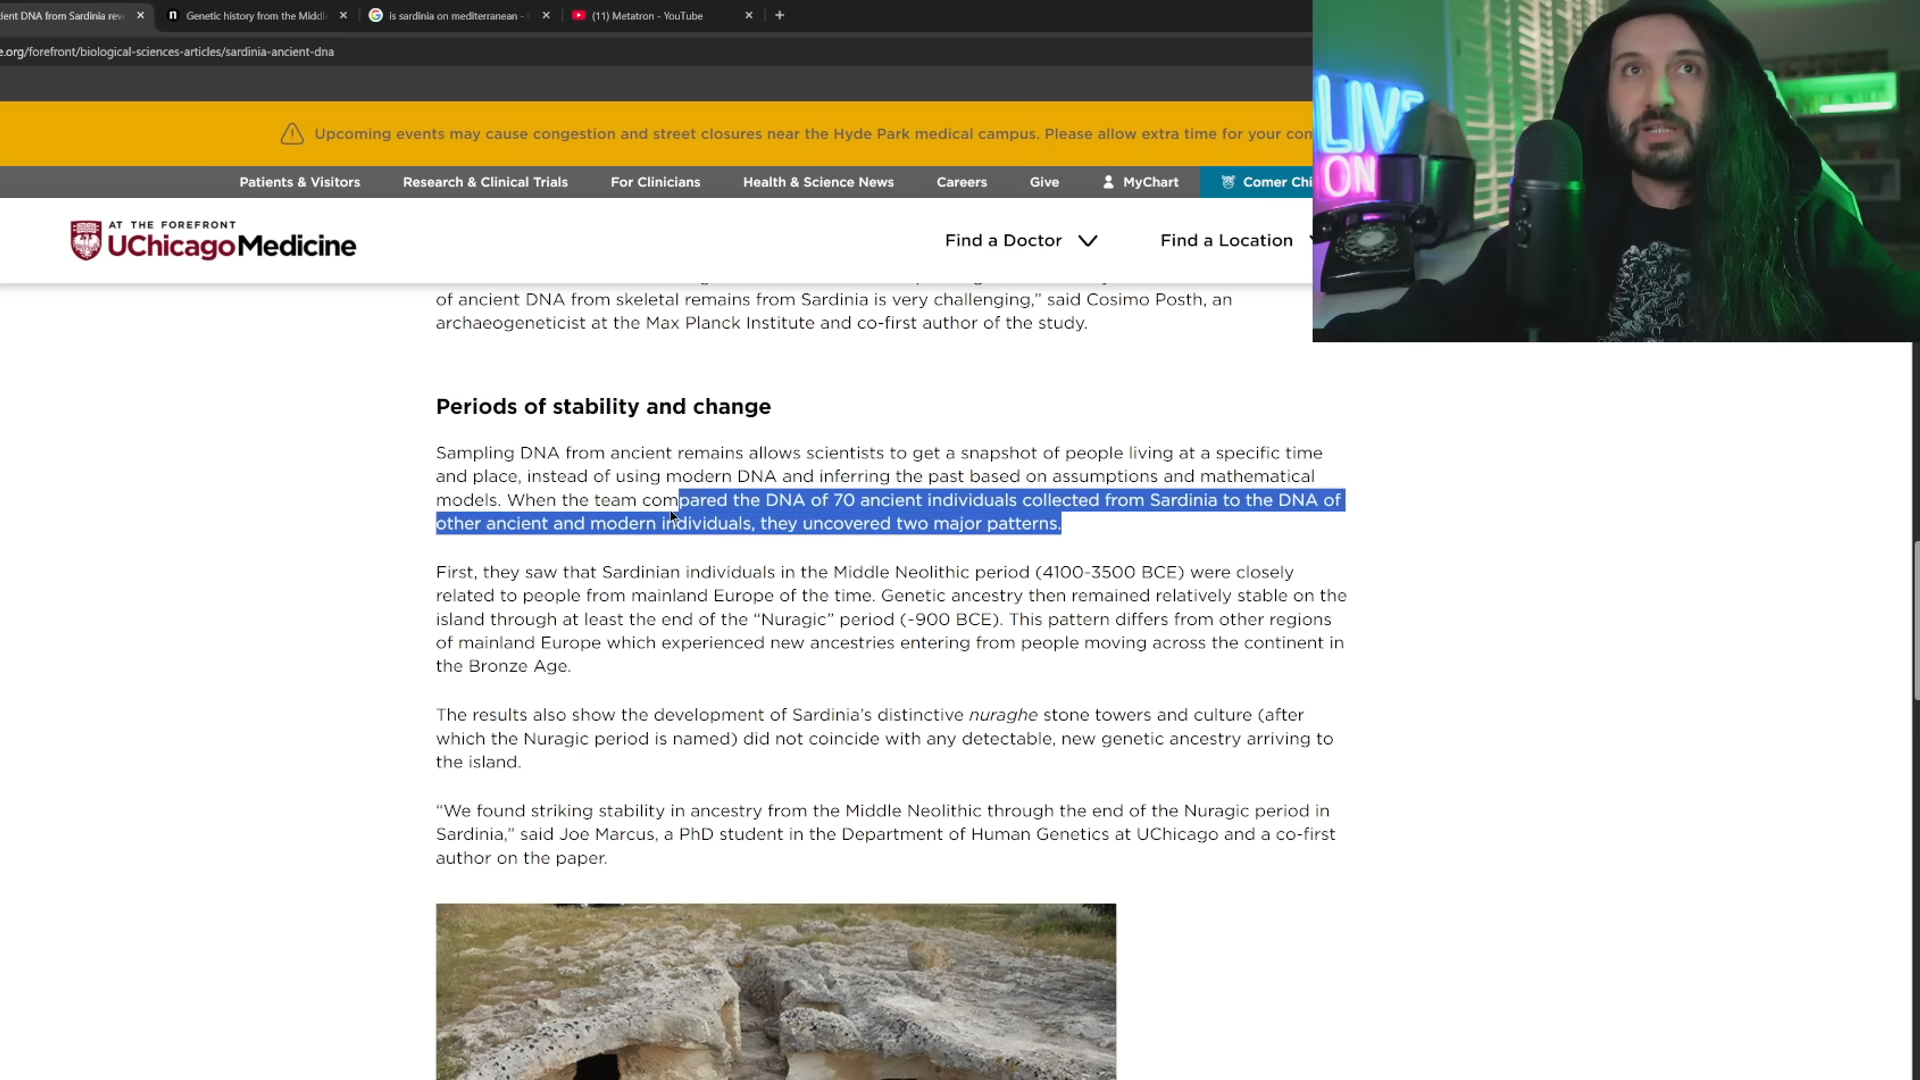 cient DNA from Sardinia rev
Genetic history from the Middl
Is sardinia on mediterranean -
(11) Metatron - YouTube
e.org/forefront/biological-sciences-articles/sardinia-ancient-dna
Upcoming events may cause congestion and street closures near the Hyde Park medical campus. Please allow extra time for your com
Patients & Visitors
Research & Clinical Trials
For Clinicians
Health & Science News
Careers
Give
MyChart
Comer Chi
AT THE FOREFRONT
UChicagoMedicine
Find a Doctor
Find a Location
LIVE
ON
of ancient DNA from skeletal remains from Sardinia is very challenging,” said Cosimo Posth, an
archaeogeneticist at the Max Planck Institute and co-first author of the study.
Periods of stability and change
Sampling DNA from ancient remains allows scientists to get a snapshot of people living at a specific time
and place, instead of using modern DNA and inferring the past based on assumptions and mathematical
models. When the team compared the DNA of 70 ancient individuals collected from Sardinia to the DNA of
other ancient and modern individuals, they uncovered two major patterns.
First, they saw that Sardinian individuals in the Middle Neolithic period (4100-3500 BCE) were closely
related to people from mainland Europe of the time. Genetic ancestry then remained relatively stable on the
island through at least the end of the “Nuragic” period (~900 BCE). This pattern differs from other regions
of mainland Europe which experienced new ancestries entering from people moving across the continent in
the Bronze Age.
The results also show the development of Sardinia’s distinctive nuraghe stone towers and culture (after
which the Nuragic period is named) did not coincide with any detectable, new genetic ancestry arriving to
the island.
“We found striking stability in ancestry from the Middle Neolithic through the end of the Nuragic period in
Sardinia,” said Joe Marcus, a PhD student in the Department of Human Genetics at UChicago and a co-first
author on the paper.